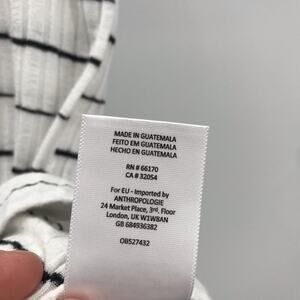 MADE IN GUATEMALA
FEITO EM GUATEMALA
HECHO EN GUATEMALA
RN # 66170
CA # 32054
For EU - Imported by
ANTHROPOLIE
24 Market Place, 3rd, Floor
London, UK W1W8AN
GB 684936382
OB527432